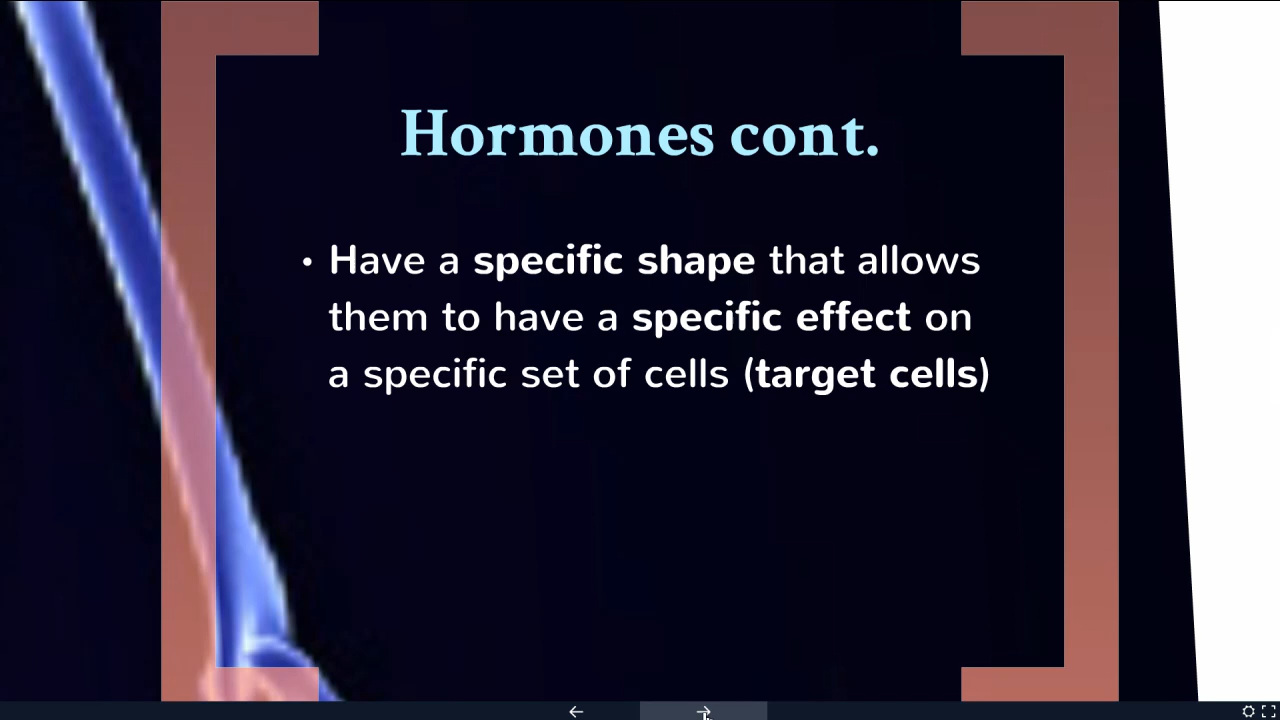 Hormones cont.
• Have a specific shape that allows
them to have a specific effect on
a specific set of cells (target cells)